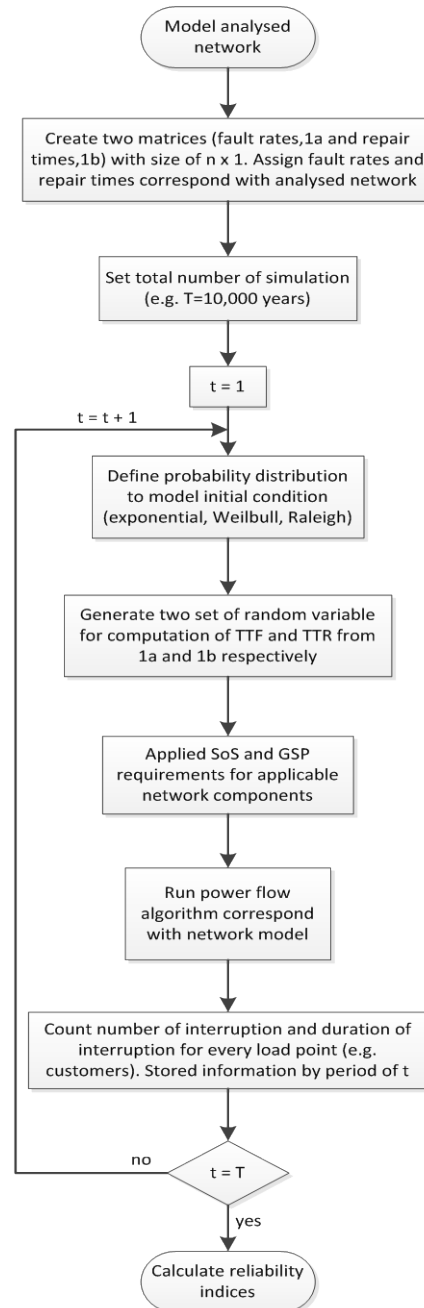 Model analysed
network
Create two matrices (fault rates,1a and repair
times,1b) with size of n x 1. Assign fault rates and
repair times correspond with analysed network
Set total number of simulation
(e.g. T=10,000 years)
t = 1
t = t + 1
Define probability distribution
to model initial condition
(exponential, Weilbull, Raleigh)
Generate two set of random variable
for computation of TTF and TTR from
1a and 1b respectively
Applied SoS and GSP
requirements for applicable
network components
Run power flow
algorithm correspond
with network model
Count number of interruption and duration of
interruption for every load point (e.g.
customers). Stored information by period of t
no
t = T
yes
Calculate reliability
indices